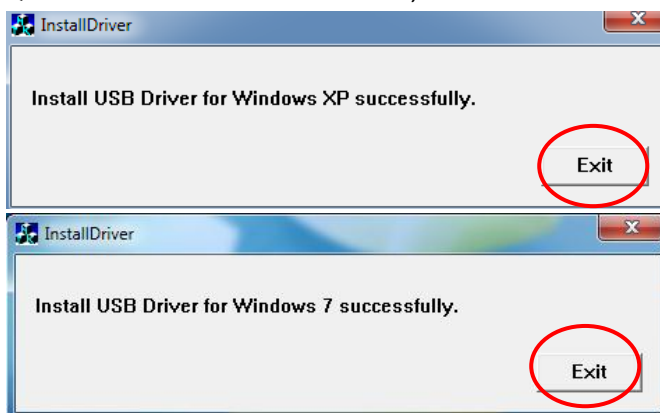 InstallDriver
Install USB Driver for Windows XP successfully.
Exit
InstallDriver
Install USB Driver for Windows 7 successfully.
Exit